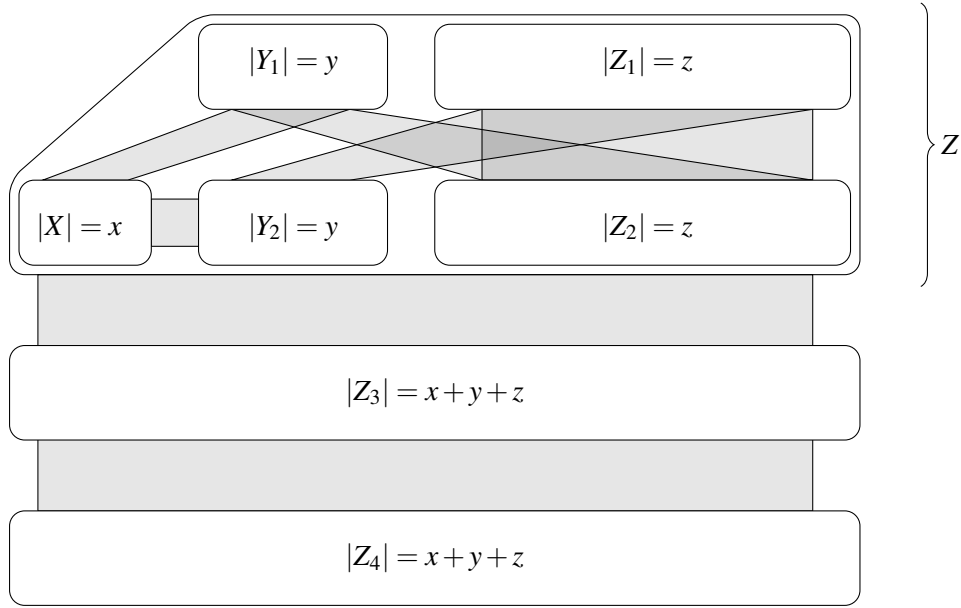 |Y₁| = y
|Z₁| = z
Z
|X| = x
|Y₂| = y
|Z₂| = z
|Z₃| = x + y + z
|Z₄| = x + y + z